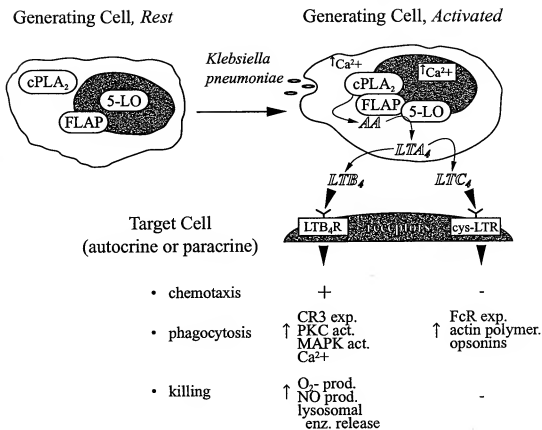 Generating Cell, Rest
Generating Cell, Activated
Klebsiella
pneumoniae
cPLA2
5-LO
FLAP
↑Ca2+
↑Ca2+
cPLA2
FLAP
5-LO
AA
LTA4
LTB4
LTC4
Target Cell
(autocrine or paracrine)
LTB4R
receptors
cys-LTR
• chemotaxis
+
-
• phagocytosis
↑
CR3 exp.
PKC act.
MAPK act.
Ca2+
↑
FcR exp.
actin polymer.
opsonins
• killing
↑
O2- prod.
NO prod.
lysosomal
enz. release
-